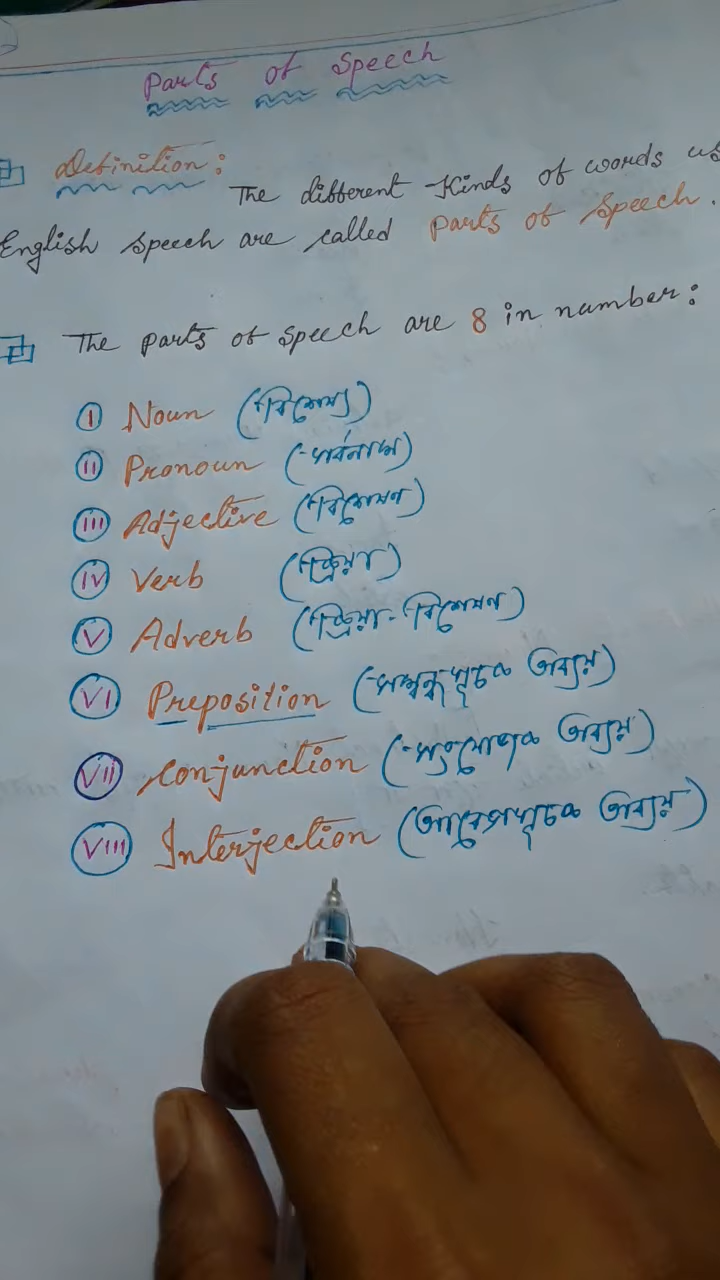 Parts of Speech
Definition:
The different kinds of words
English speech are called Parts of Speech.
The parts of speech are 8 in number:
I Noun (বিশেষ্য)
II Pronoun (সর্বনাম)
III Adjective (বিশেষণ)
IV Verb (ক্রিয়া)
V Adverb (ক্রিয়া-বিশেষণ)
VI Preposition (সম্বন্ধসূচক অব্যয়)
VII Conjunction (সংযোজক অব্যয়)
VIII Interjection (আবেগসূচক অব্যয়)